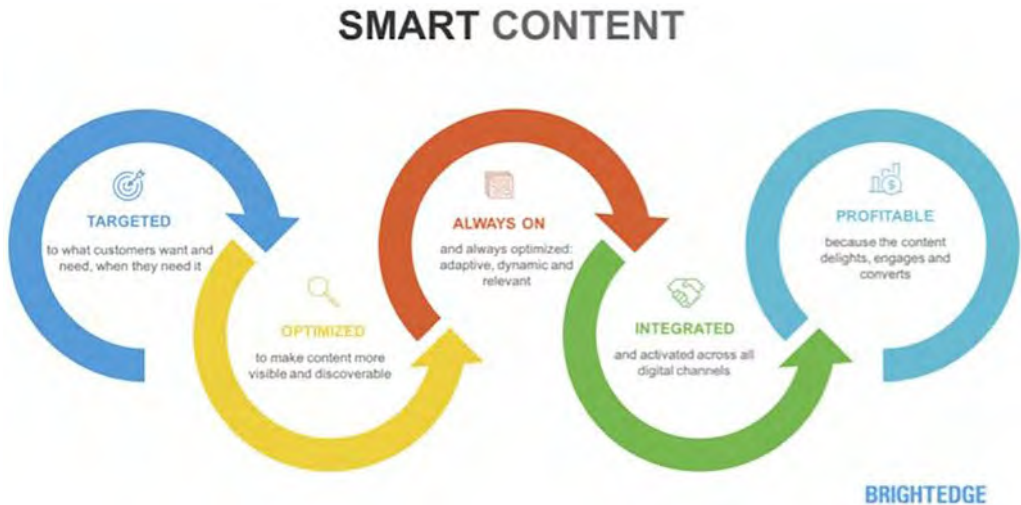 SMART CONTENT
TARGETED
to what customers want and
need, when they need it
OPTIMIZED
to make content more
visible and discoverable
ALWAYS ON
and always optimized:
adaptive, dynamic and
relevant
INTEGRATED
and activated across all
digital channels
PROFITABLE
because the content
delights, engages and
converts
BRIGHTEDGE